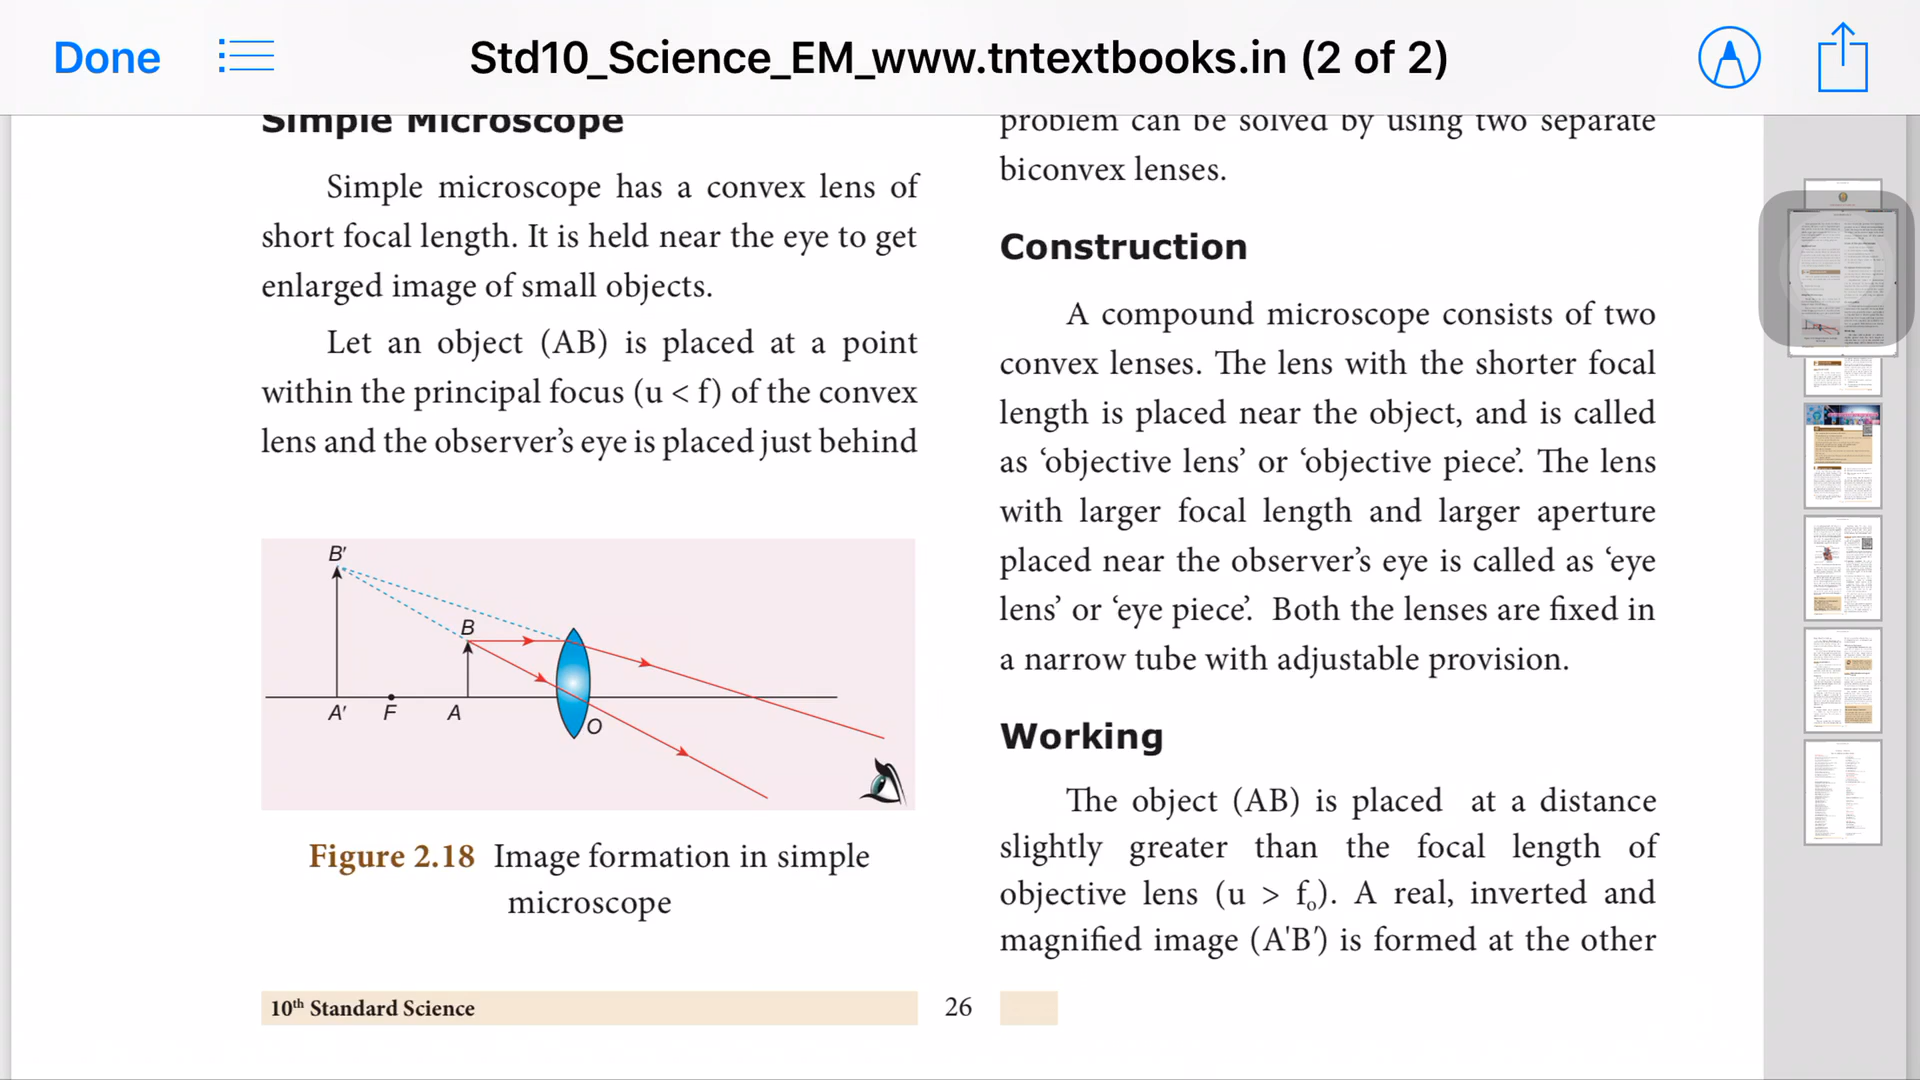 Done
Std10_Science_EM_www.tntextbooks.in (2 of 2)
Simple Microscope
Simple microscope has a convex lens of
short focal length. It is held near the eye to get
enlarged image of small objects.
Let an object (AB) is placed at a point
within the principal focus (u < f) of the convex
lens and the observer’s eye is placed just behind
B′
B
A′ F A
O
Figure 2.18 Image formation in simple
microscope
problem can be solved by using two separate
biconvex lenses.
Construction
A compound microscope consists of two
convex lenses. The lens with the shorter focal
length is placed near the object, and is called
as ‘objective lens’ or ‘objective piece’. The lens
with larger focal length and larger aperture
placed near the observer’s eye is called as ‘eye
lens’ or ‘eye piece’. Both the lenses are fixed in
a narrow tube with adjustable provision.
Working
The object (AB) is placed at a distance
slightly greater than the focal length of
objective lens (u > fₒ). A real, inverted and
magnified image (A'B′) is formed at the other
10th Standard Science
26